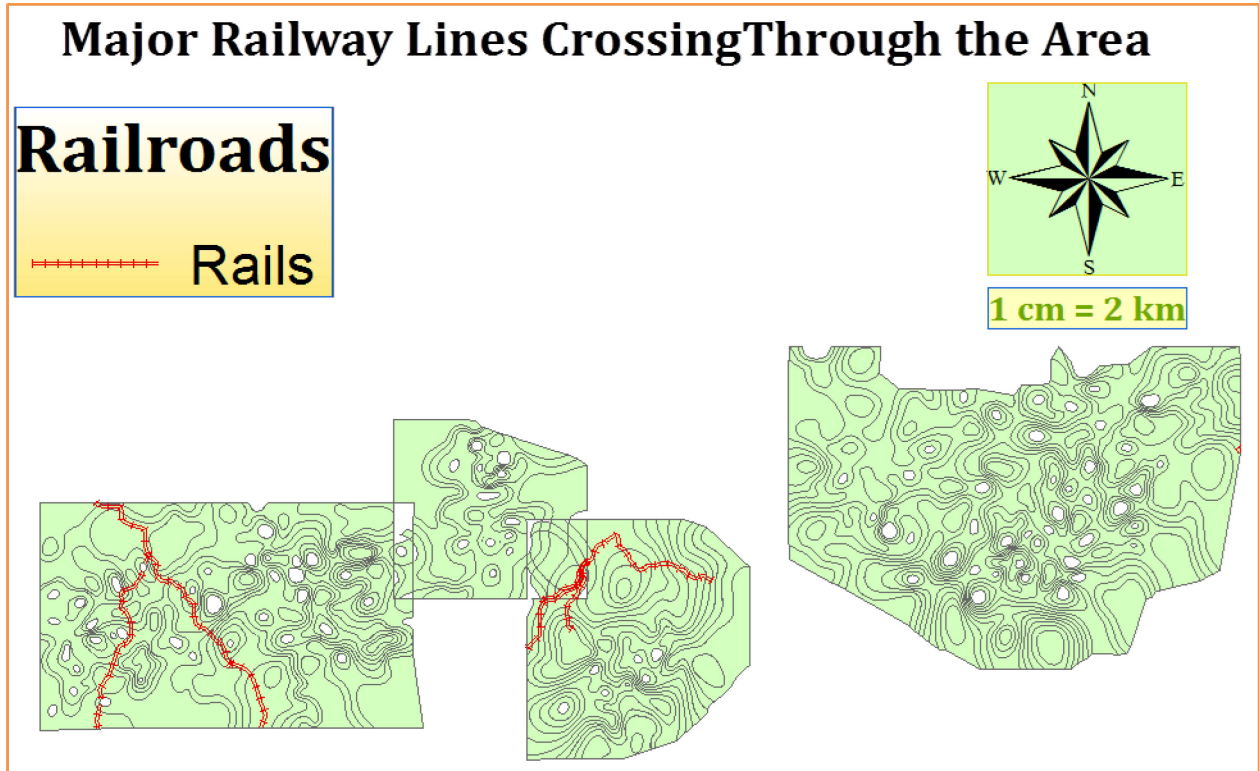 Major Railway Lines CrossingThrough the Area
Railroads
Rails
N
W E
S
1 cm = 2 km